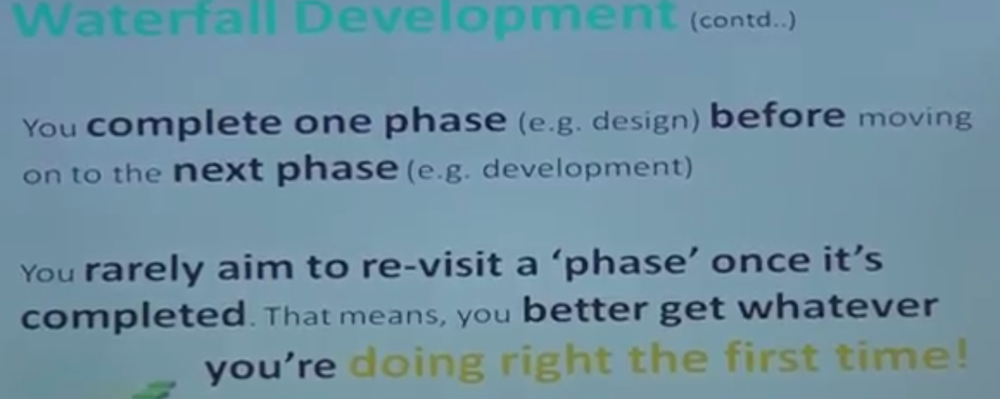 Waterfall Development (contd..)
You complete one phase (e.g. design) before moving
on to the next phase (e.g. development)
You rarely aim to re-visit a ‘phase’ once it’s
completed. That means, you better get whatever
you’re doing right the first time!